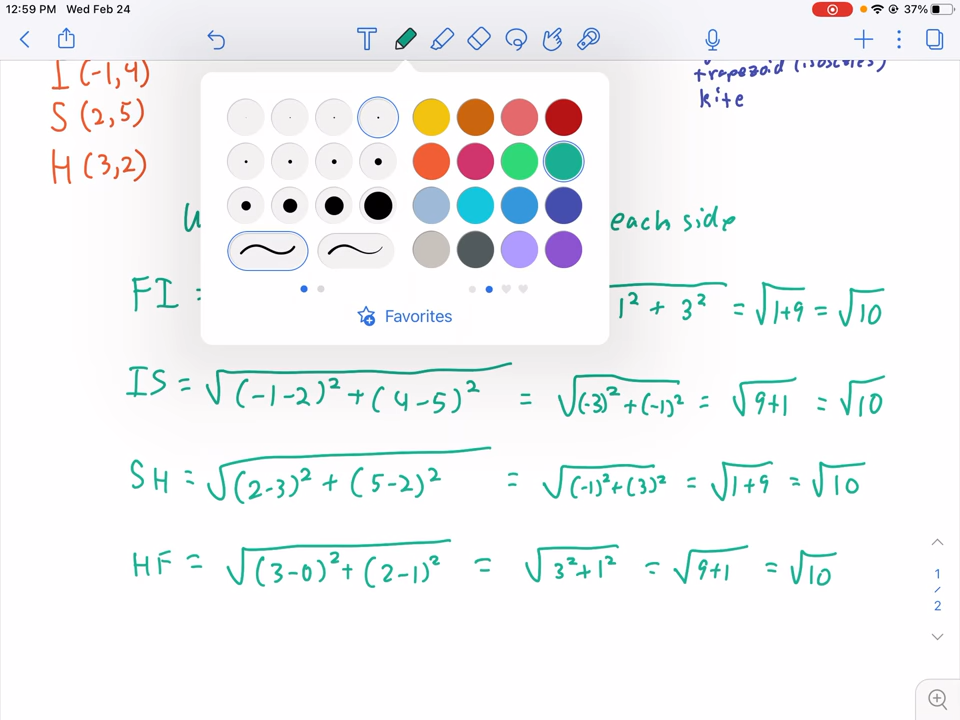 12:59 PM Wed Feb 24
37%
T
I (-1,4)
trapezoid (isosceles)
S (2,5)
kite
H (3,2)
each side
FI = 1² + 3² = √1+9 = √10
Favorites
IS = √(-1-2)² + (4-5)² = √(-3)² + (-1)² = √9+1 = √10
SH = √(2-3)² + (5-2)² = √(-1)² + (3)² = √1+9 = √10
HF = √(3-0)² + (2-1)² = √3² + 1² = √9+1 = √10
1
/
2